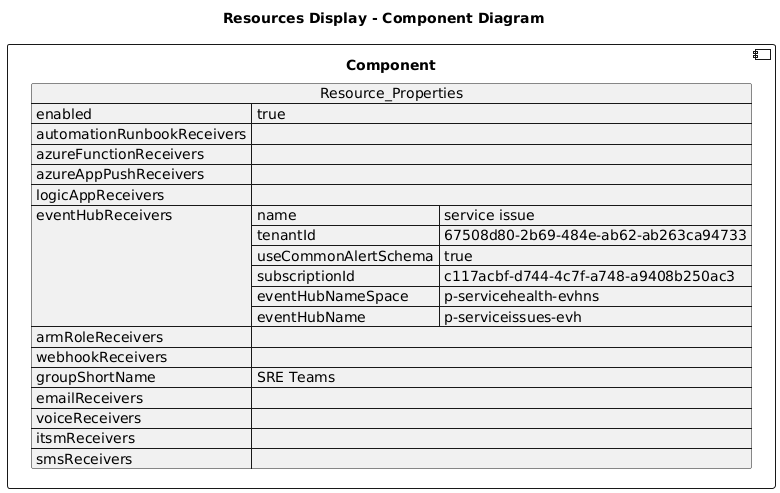 Resources Display - Component Diagram
Component
Resource_Properties
enabled true
automationRunbookReceivers
azureFunctionReceivers
azureAppPushReceivers
logicAppReceivers
eventHubReceivers name service issue
tenantId 67508d80-2b69-484e-ab62-ab263ca94733
useCommonAlertSchema true
subscriptionId c117acbf-d744-4c7f-a748-a9408b250ac3
eventHubNameSpace p-servicehealth-evhns
eventHubName p-serviceissues-evh
armRoleReceivers
webhookReceivers
groupShortName SRE Teams
emailReceivers
voiceReceivers
itsmReceivers
smsReceivers